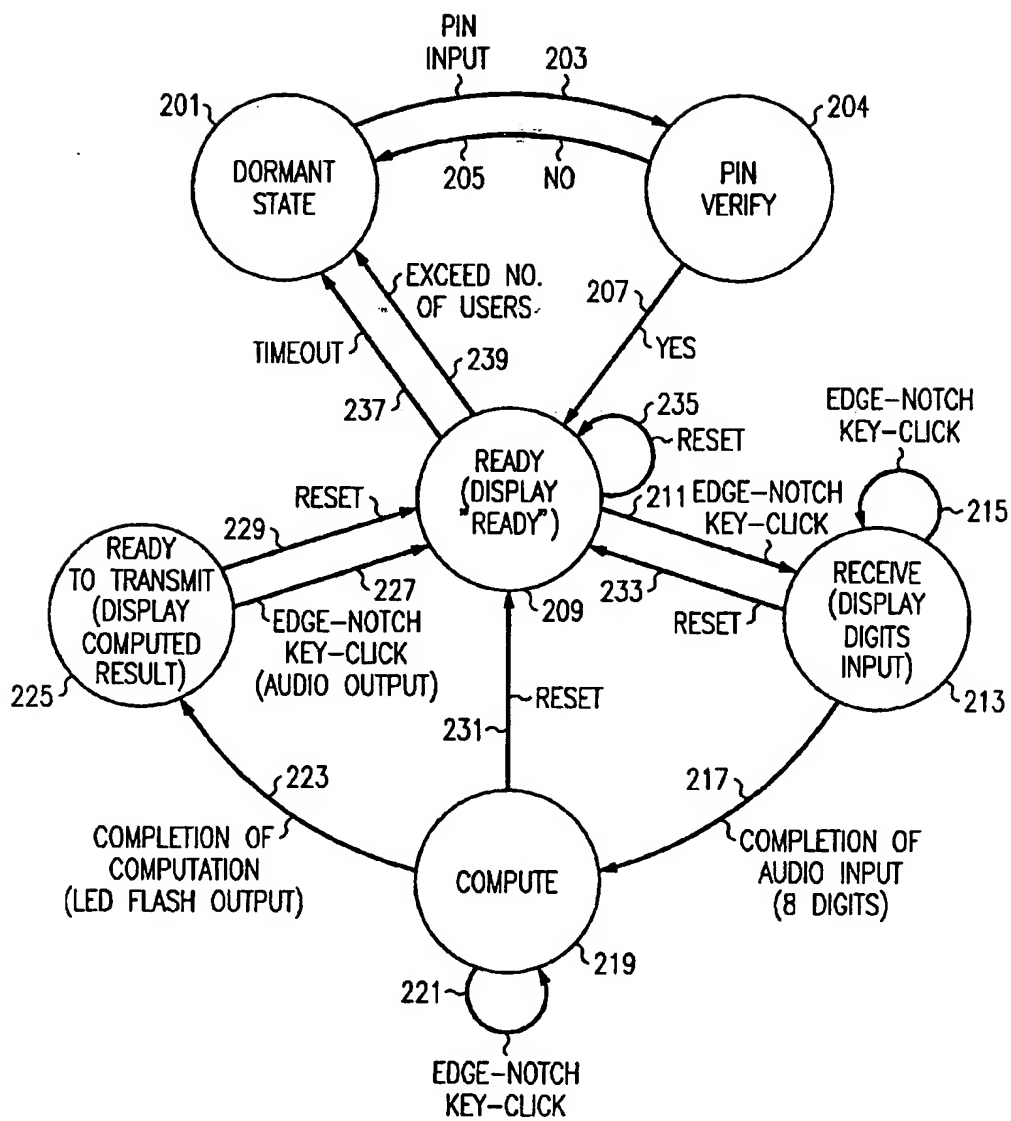 PIN
INPUT
203
201
204
DORMANT
STATE
205
NO
PIN
VERIFY
EXCEED NO.
OF USERS
207
TIMEOUT
YES
239
237
235
RESET
EDGE-NOTCH
KEY-CLICK
READY
(DISPLAY
"READY")
RESET
211
EDGE-NOTCH
KEY-CLICK
215
229
READY
TO TRANSMIT
(DISPLAY
COMPUTED
RESULT)
227
233
209
RECEIVE
(DISPLAY
DIGITS
INPUT)
RESET
EDGE-NOTCH
KEY-CLICK
(AUDIO OUTPUT)
225
213
RESET
231
223
217
COMPLETION OF
COMPUTATION
(LED FLASH OUTPUT)
COMPLETION OF
AUDIO INPUT
(8 DIGITS)
COMPUTE
219
221
EDGE-NOTCH
KEY-CLICK